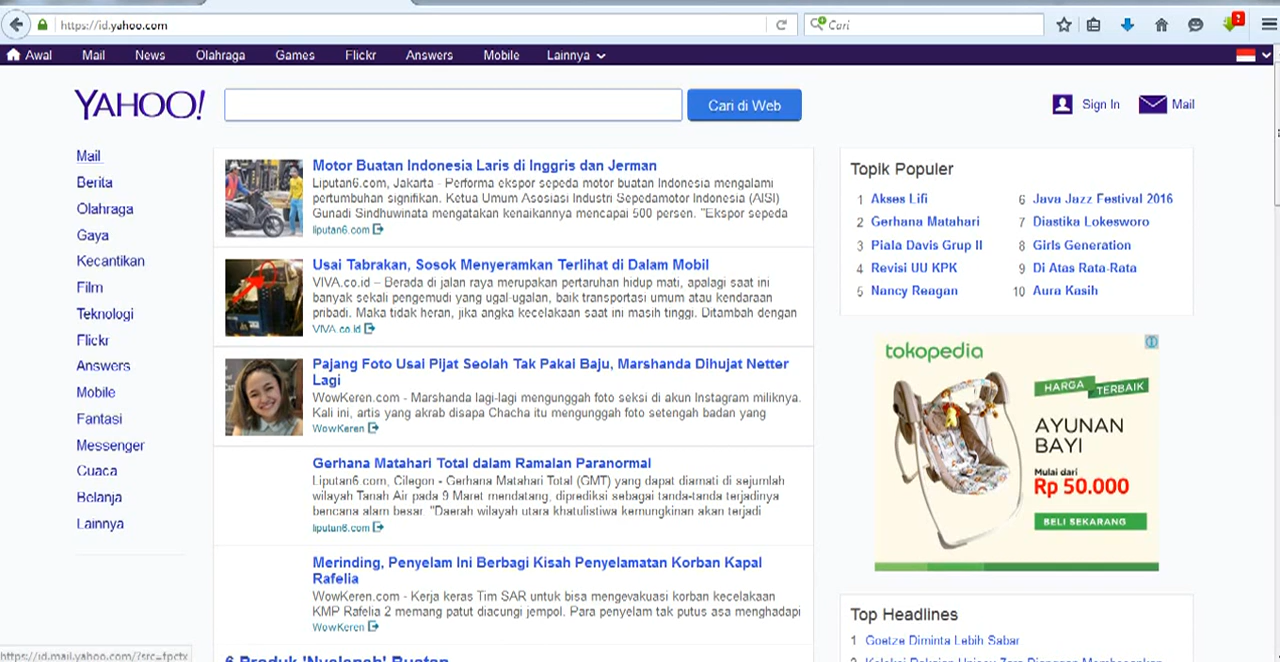 https://id.yahoo.com
Cari
?
Awal Mail News Olahraga Games Flickr Answers Mobile Lainnya
YAHOO!
Cari di Web
Sign In Mail
Mail
Berita
Olahraga
Gaya
Kecantikan
Film
Teknologi
Flickr
Answers
Mobile
Fantasi
Messenger
Cuaca
Belanja
Lainnya
Motor Buatan Indonesia Laris di Inggris dan Jerman
Liputan6.com, Jakarta - Performa ekspor sepeda motor buatan Indonesia mengalami
pertumbuhan signifikan. Ketua Umum Asosiasi Industri Sepedamotor Indonesia (AISI)
Gunadi Sindhuwinata mengatakan kenaikannya mencapai 500 persen. "Ekspor sepeda
liputan6.com
Usai Tabrakan, Sosok Menyeramkan Terlihat di Dalam Mobil
VIVA.co.id – Berada di jalan raya merupakan pertaruhan hidup mati, apalagi saat ini
banyak sekali pengemudi yang ugal-ugalan, baik transportasi umum atau kendaraan
pribadi. Maka tidak heran, jika angka kecelakaan saat ini masih tinggi. Ditambah dengan
VIVA.co.id
Pajang Foto Usai Pijat Seolah Tak Pakai Baju, Marshanda Dihujat Netter
Lagi
WowKeren.com - Marshanda lagi-lagi mengunggah foto seksi di akun Instagram miliknya.
Kali ini, artis yang akrab disapa Chacha itu mengunggah foto setengah badan yang
WowKeren
Gerhana Matahari Total dalam Ramalan Paranormal
Liputan6.com, Cilegon - Gerhana Matahari Total (GMT) yang dapat diamati di sejumlah
wilayah Tanah Air pada 9 Maret mendatang, diprediksi sebagai tanda-tanda terjadinya
bencana alam besar. "Daerah wilayah utara khatulistiwa kemungkinan akan terjadi
liputan6.com
Merinding, Penyelam Ini Berbagi Kisah Penyelamatan Korban Kapal
Rafelia
WowKeren.com - Kerja keras Tim SAR untuk bisa mengevakuasi korban kecelakaan
KMP Rafelia 2 memang patut diacungi jempol. Para penyelam tak putus asa menghadapi
WowKeren
6 Produk 'Nyeleneh' Buatan
Topik Populer
1 Akses Lifi
2 Gerhana Matahari
3 Piala Davis Grup II
4 Revisi UU KPK
5 Nancy Reagan
6 Java Jazz Festival 2016
7 Diastika Lokesworo
8 Girls Generation
9 Di Atas Rata-Rata
10 Aura Kasih
tokopedia
HARGA TERBAIK
AYUNAN
BAYI
Mulai dari
Rp 50.000
BELI SEKARANG
Top Headlines
1 Goetze Diminta Lebih Sabar
2 Koleksi Pakaian Unisex Zara Dianggap Membosankan
https://id.mail.yahoo.com/?src=fpctx